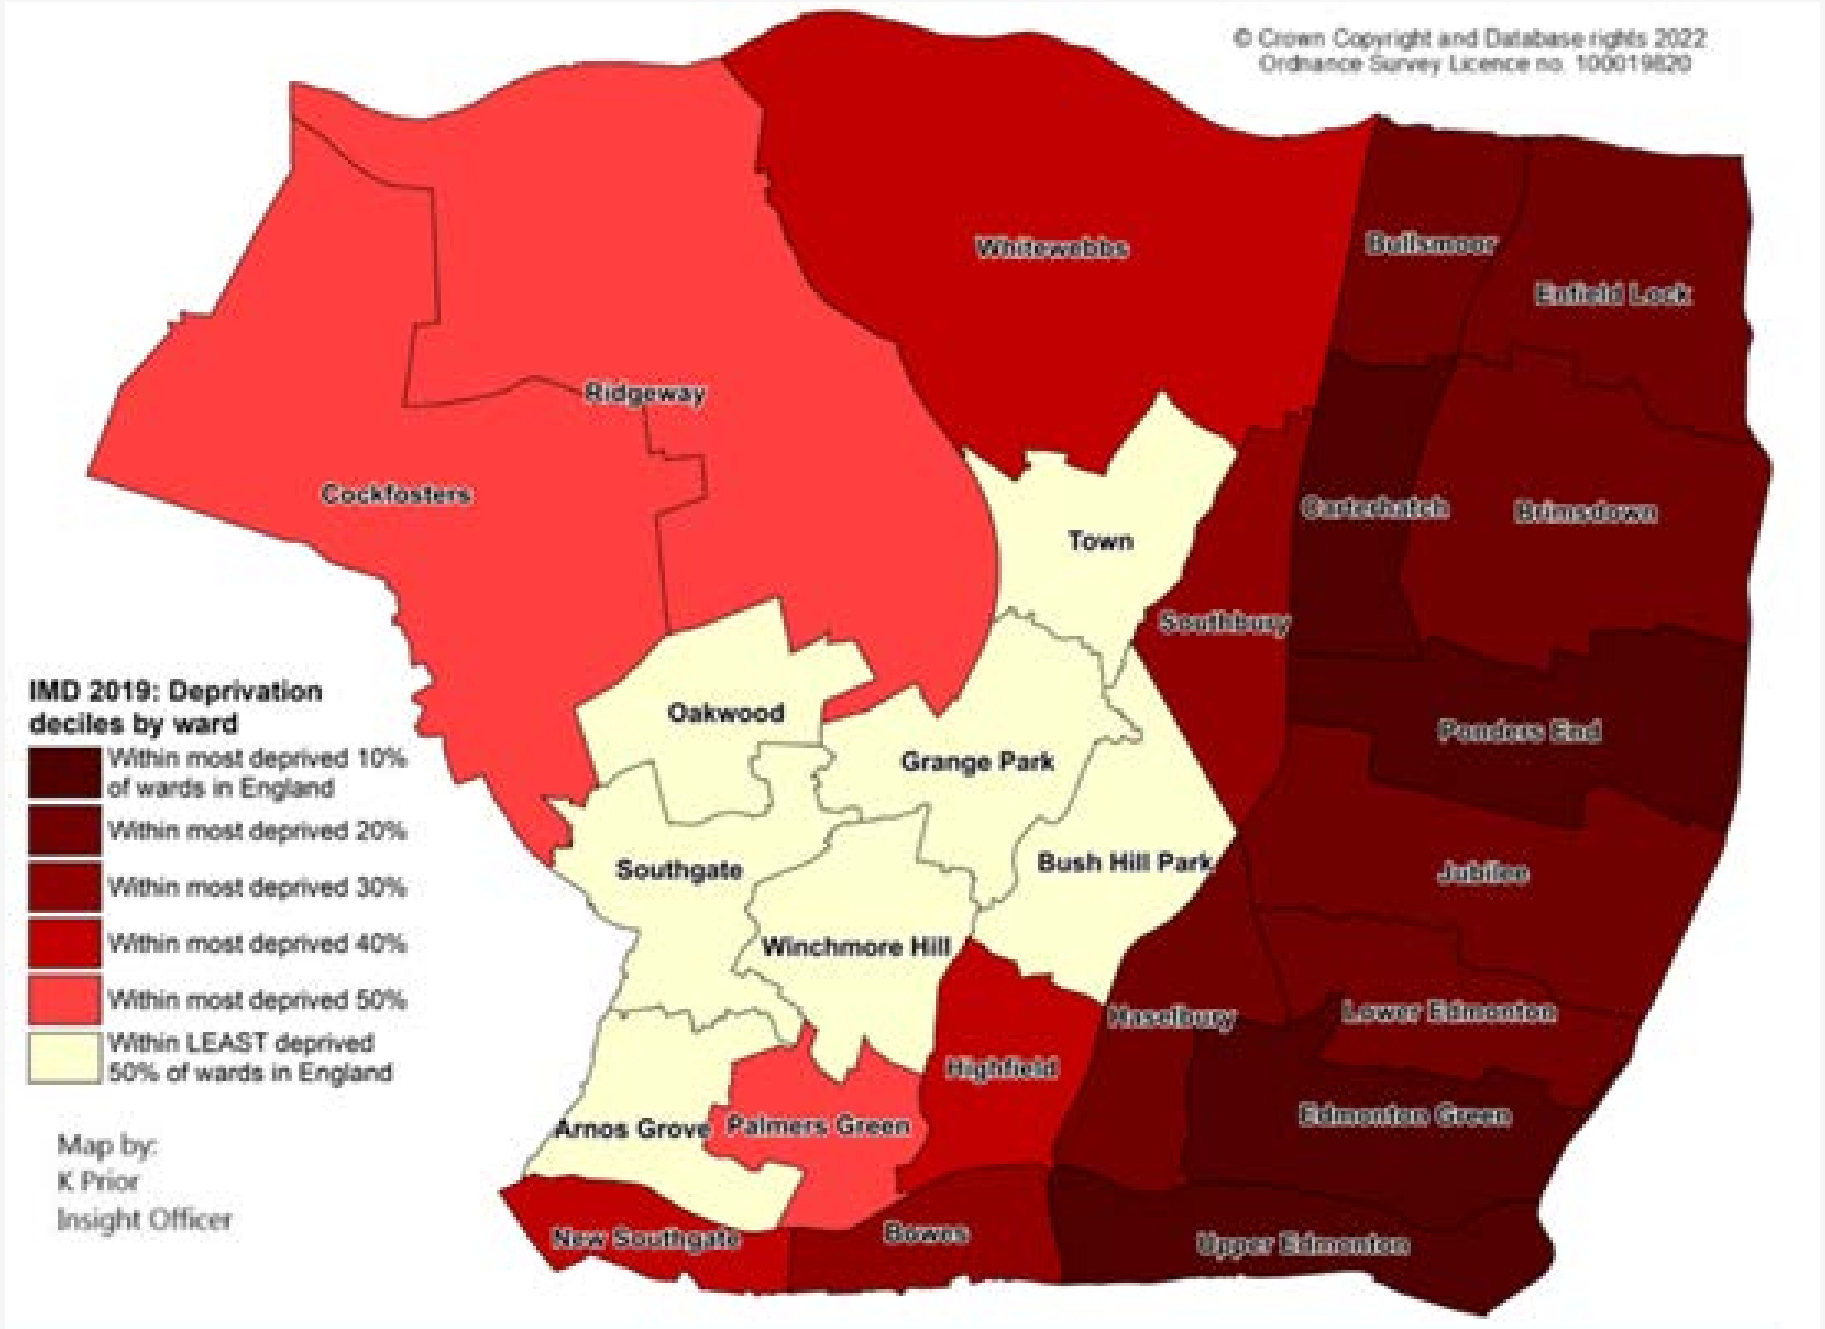 © Crown Copyright and Database rights 2022
Ordnance Survey Licence no. 100019820
Whitewebbs
Bullsmoor
Enfield Lock
Ridgeway
Cockfosters
Carterhatch
Brimsdown
Town
Southbury
IMD 2019: Deprivation
deciles by ward
Within most deprived 10%
of wards in England
Within most deprived 20%
Within most deprived 30%
Within most deprived 40%
Within most deprived 50%
Within LEAST deprived
50% of wards in England
Oakwood
Grange Park
Ponders End
Southgate
Bush Hill Park
Jubilee
Winchmore Hill
Haselbury
Lower Edmonton
Highfield
Arnos Grove
Palmers Green
Edmonton Green
New Southgate
Bowes
Upper Edmonton
Map by:
K Prior
Insight Officer